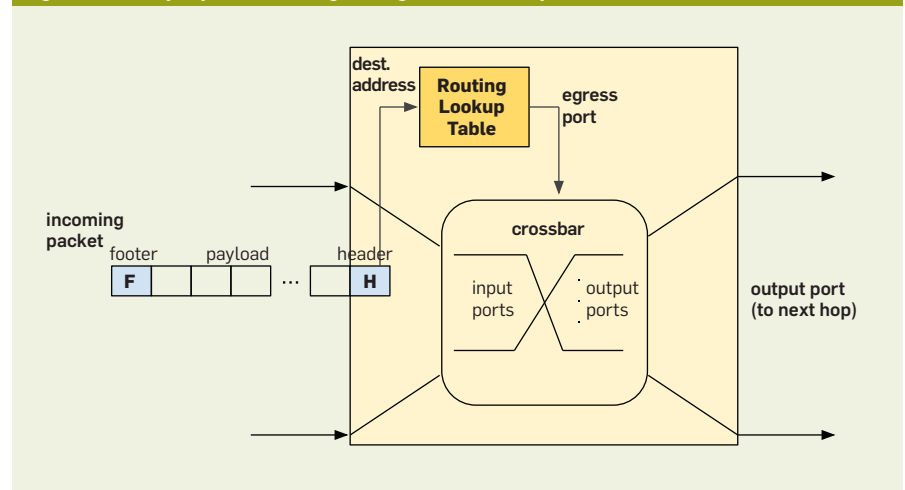 dest.
address
Routing
Lookup
Table
egress
port
incoming
packet
footer
payload
header
F
...
H
crossbar
input
ports
output
ports
output port
(to next hop)